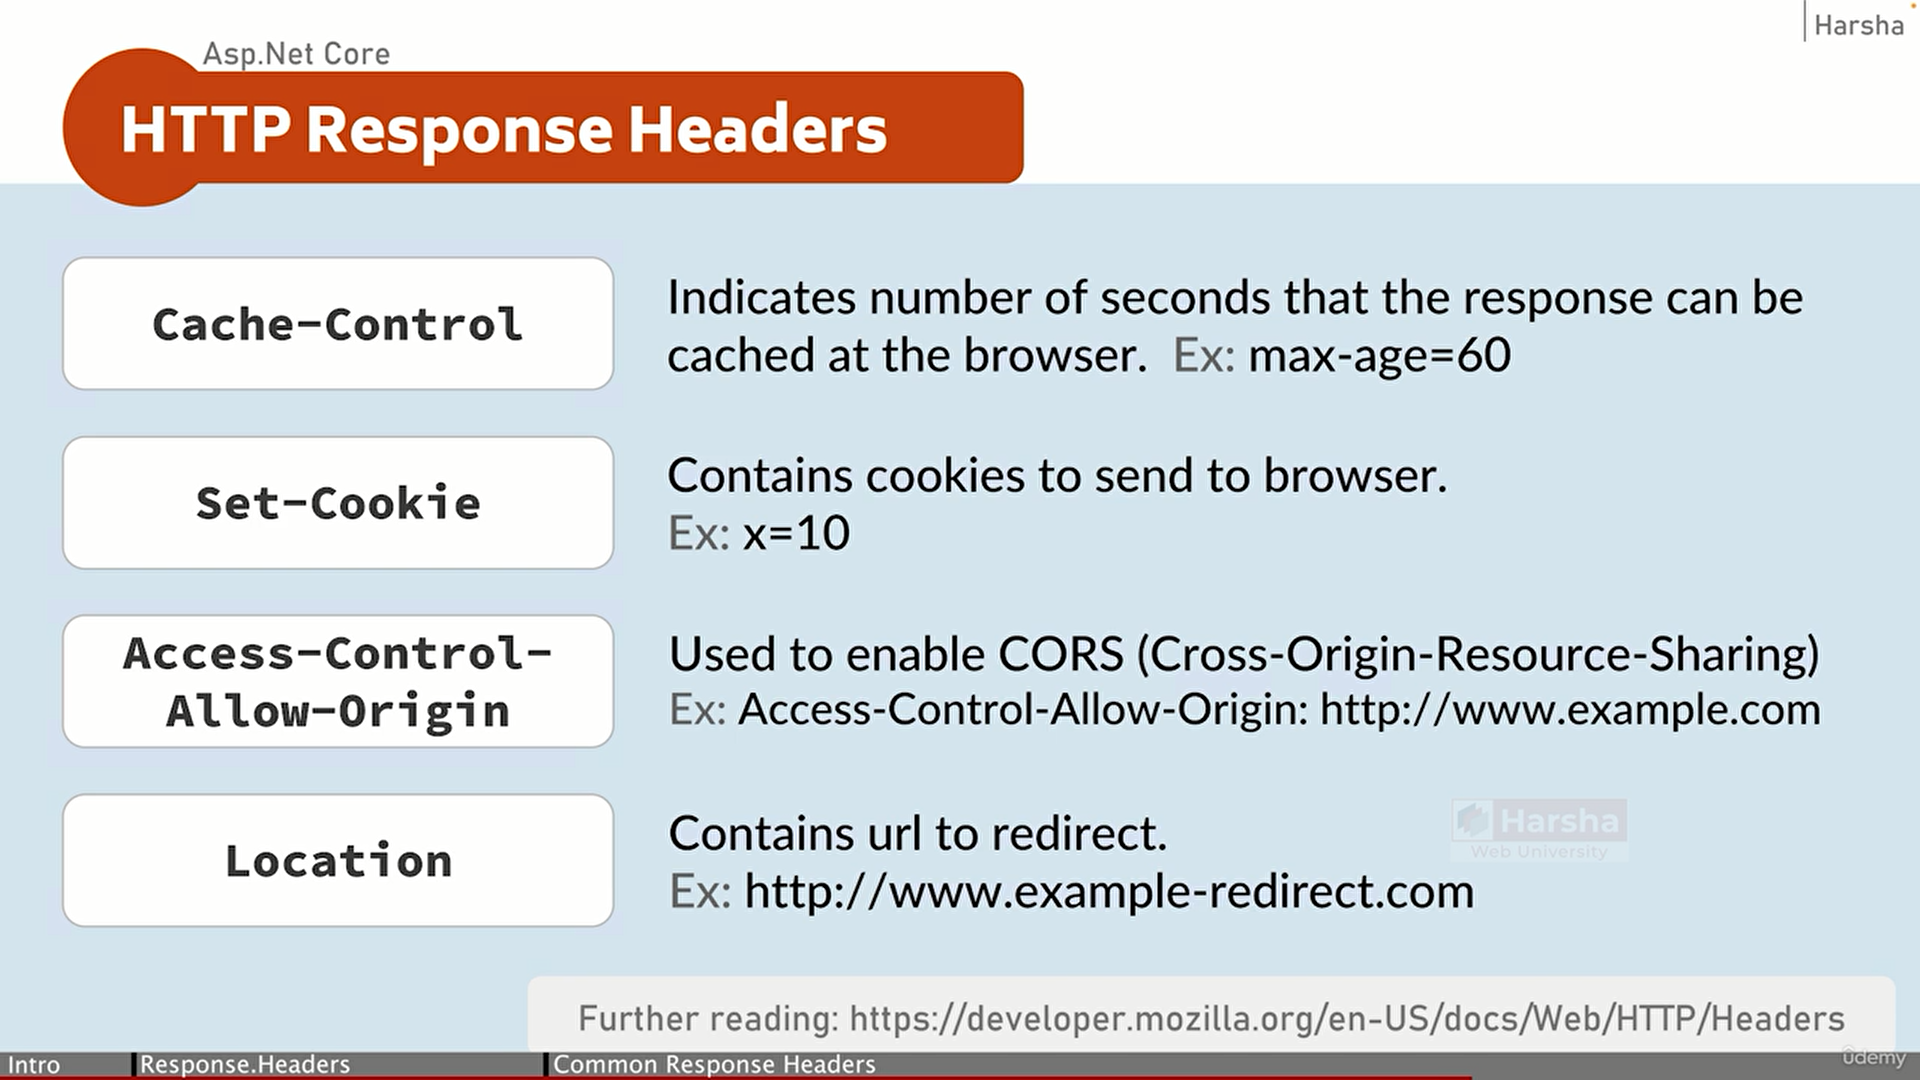 Harsha
Asp.Net Core
HTTP Response Headers
Cache-Control
Indicates number of seconds that the response can be
cached at the browser. Ex: max-age=60
Set-Cookie
Contains cookies to send to browser.
Ex: x=10
Access-Control-
Allow-Origin
Used to enable CORS (Cross-Origin-Resource-Sharing)
Ex: Access-Control-Allow-Origin: http://www.example.com
Location
Contains url to redirect.
Ex: http://www.example-redirect.com
Harsha
Web University
Further reading: https://developer.mozilla.org/en-US/docs/Web/HTTP/Headers
Intro
Response.Headers
Common Response Headers
ûdemy